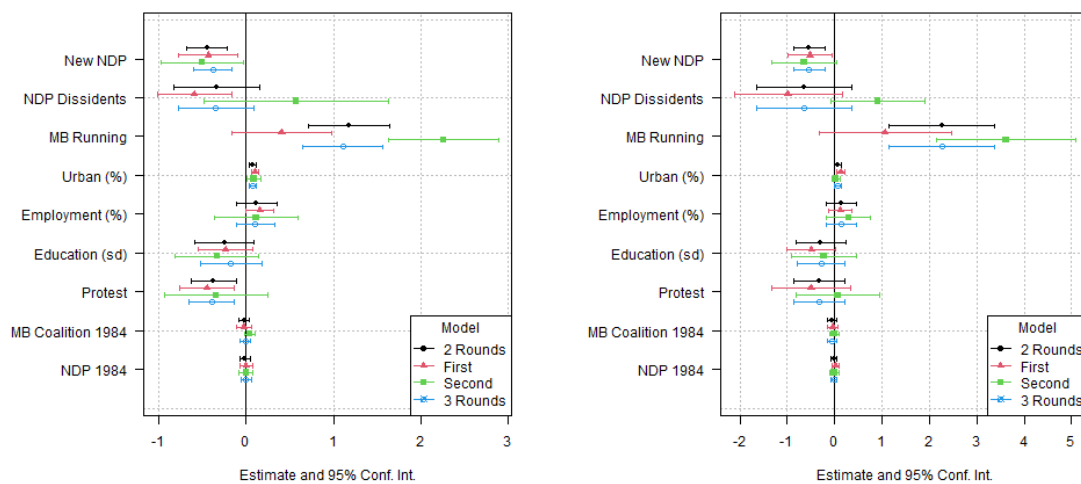 New NDP
NDP Dissidents
MB Running
Urban (%)
Employment (%)
Education (sd)
Protest
MB Coalition 1984
NDP 1984
Model
2 Rounds
First
Second
3 Rounds
-1 0 1 2 3
Estimate and 95% Conf. Int.
New NDP
NDP Dissidents
MB Running
Urban (%)
Employment (%)
Education (sd)
Protest
MB Coalition 1984
NDP 1984
Model
2 Rounds
First
Second
3 Rounds
-2 -1 0 1 2 3 4 5
Estimate and 95% Conf. Int.